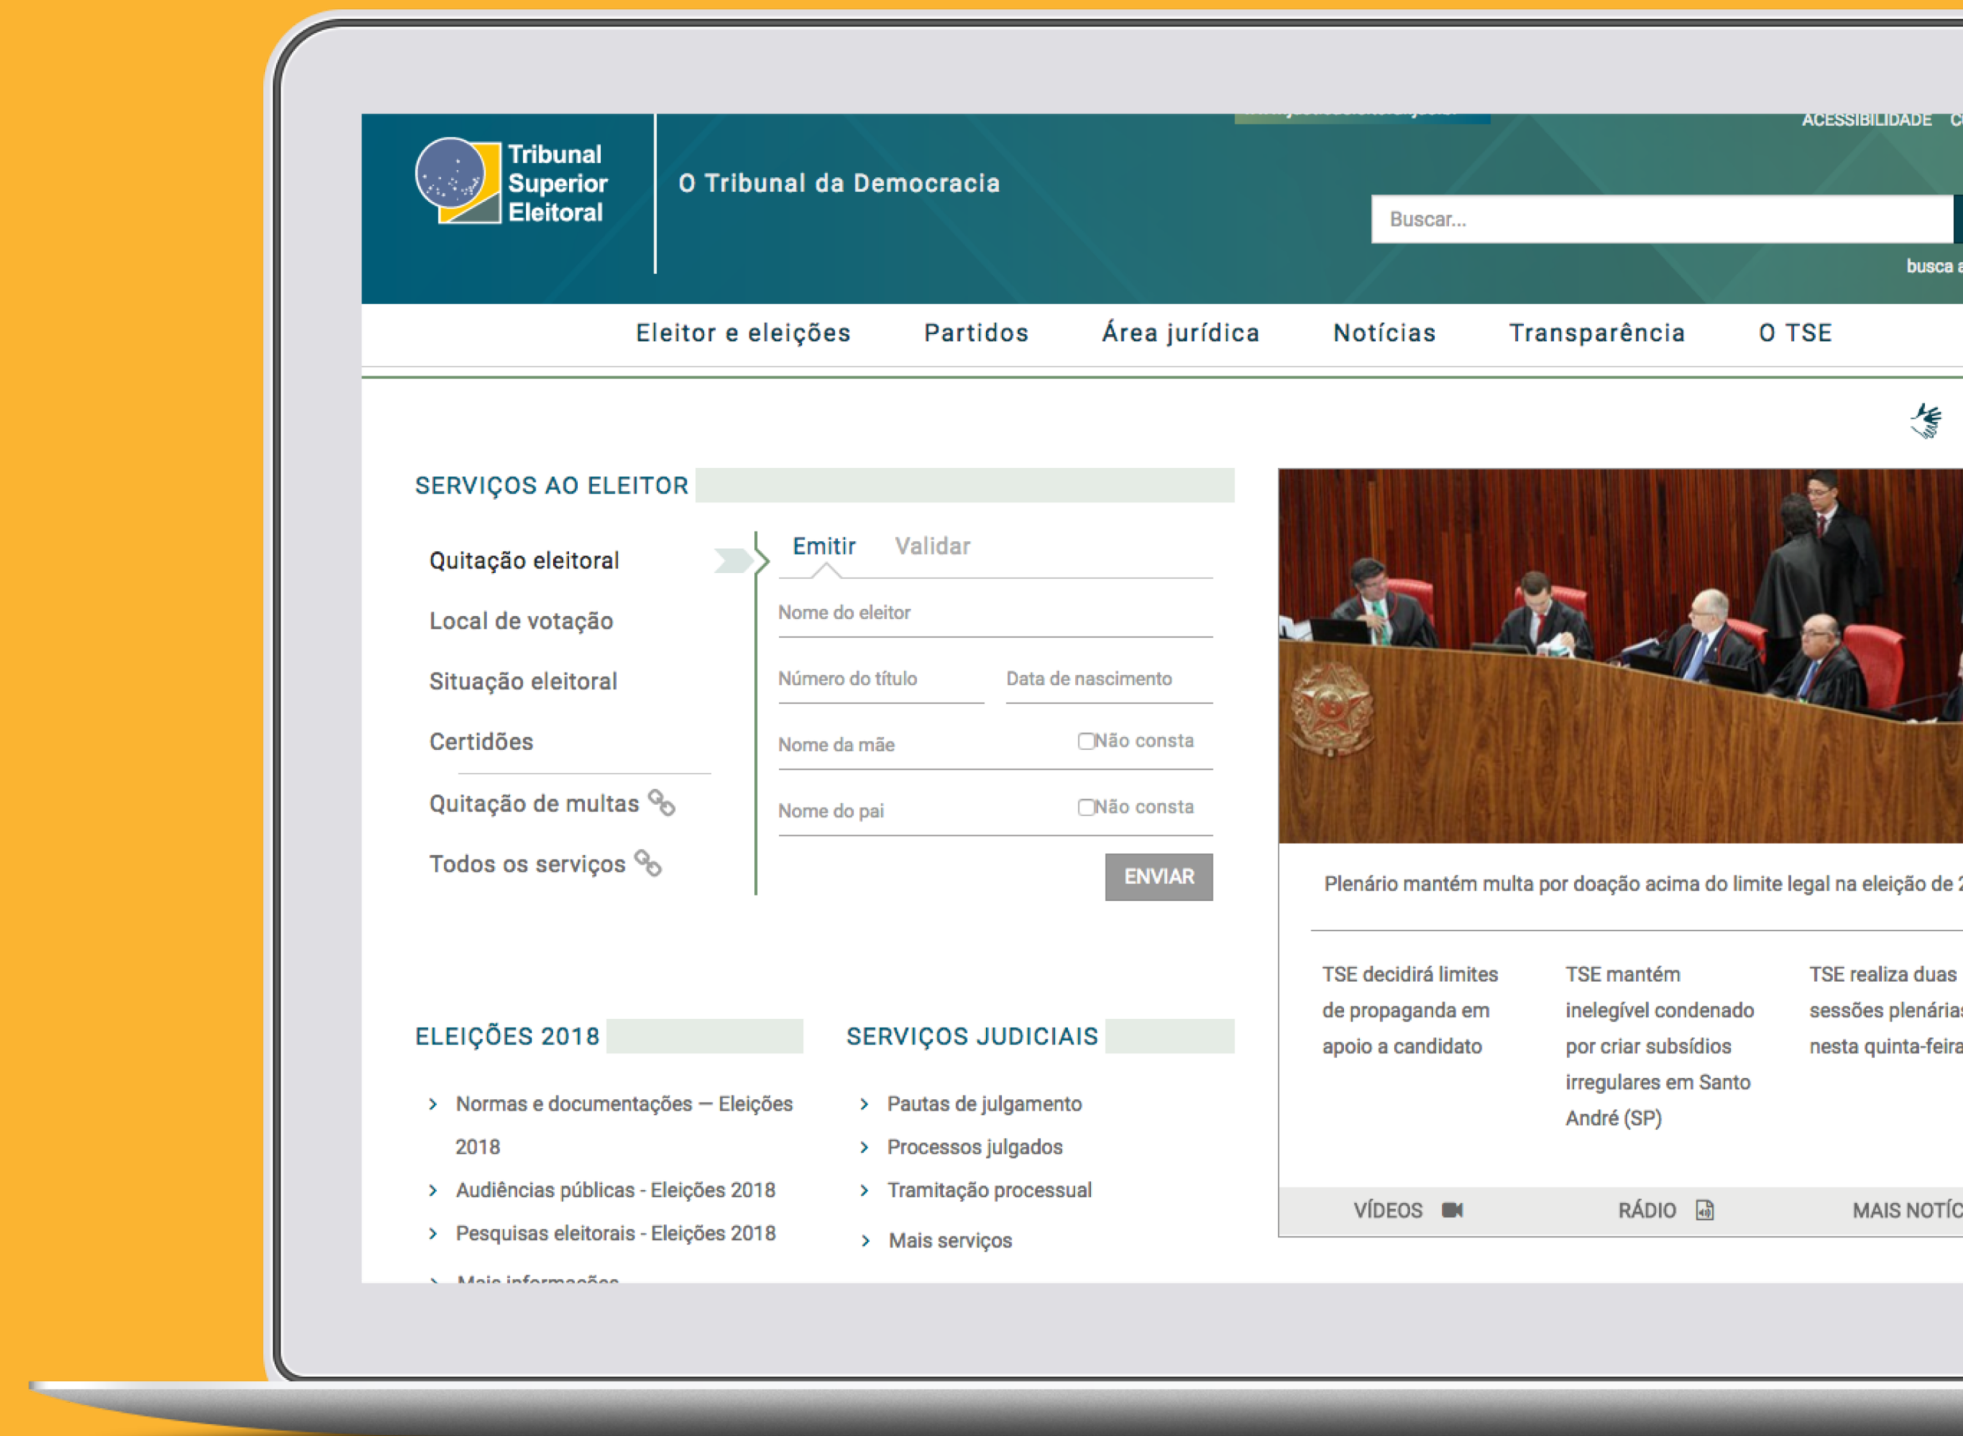 ACESSIBILIDADE
Tribunal
Superior
Eleitoral
O Tribunal da Democracia
Buscar...
busca
Eleitor e eleições
Partidos
Área jurídica
Notícias
Transparência
O TSE
SERVIÇOS AO ELEITOR
Quitação eleitoral
Local de votação
Situação eleitoral
Certidões
Quitação de multas
Todos os serviços
Emitir
Validar
Nome do eleitor
Número do título
Data de nascimento
Nome da mãe
Não consta
Nome do pai
Não consta
ENVIAR
Plenário mantém multa por doação acima do limite legal na eleição de
TSE decidirá limites
de propaganda em
apoio a candidato
TSE mantém
inelegível condenado
por criar subsídios
irregulares em Santo
André (SP)
TSE realiza duas
sessões plenárias
nesta quinta-feira
VÍDEOS
RÁDIO
MAIS
ELEIÇÕES 2018
Normas e documentações — Eleições
2018
Audiências públicas - Eleições 2018
Pesquisas eleitorais - Eleições 2018
Mais informações
SERVIÇOS JUDICIAIS
Pautas de julgamento
Processos julgados
Tramitação processual
Mais serviços